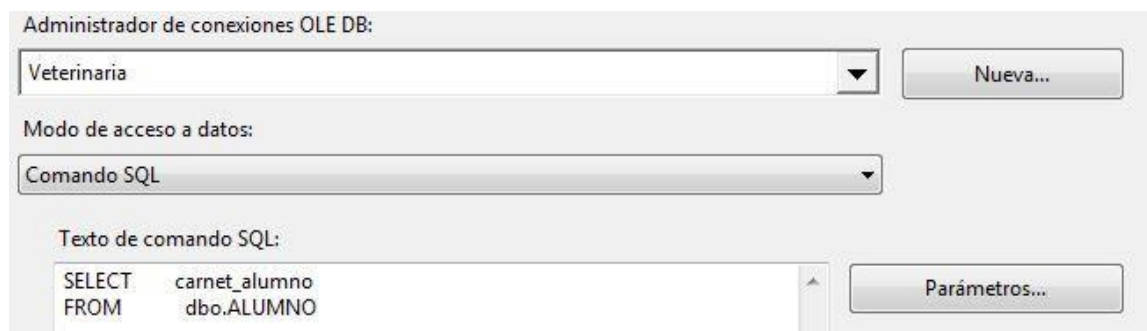 Administrador de conexiones OLE DB:
Veterinaria
Nueva...
Modo de acceso a datos:
Comando SQL
Texto de comando SQL:
SELECT carnet_alumno
FROM dbo.ALUMNO
Parámetros...